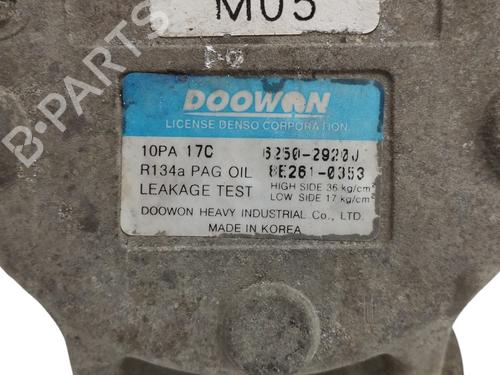 M05
DOOWON
LICENSE DENSO CORPORATION.
10PA 17C 6250-2920J
R134a PAG OIL 8E261-0353
LEAKAGE TEST HIGH SIDE 36 kg/cm²
LOW SIDE 17 kg/cm²
DOOWON HEAVY INDUSTRIAL Co., LTD.
MADE IN KOREA
B-PARTS